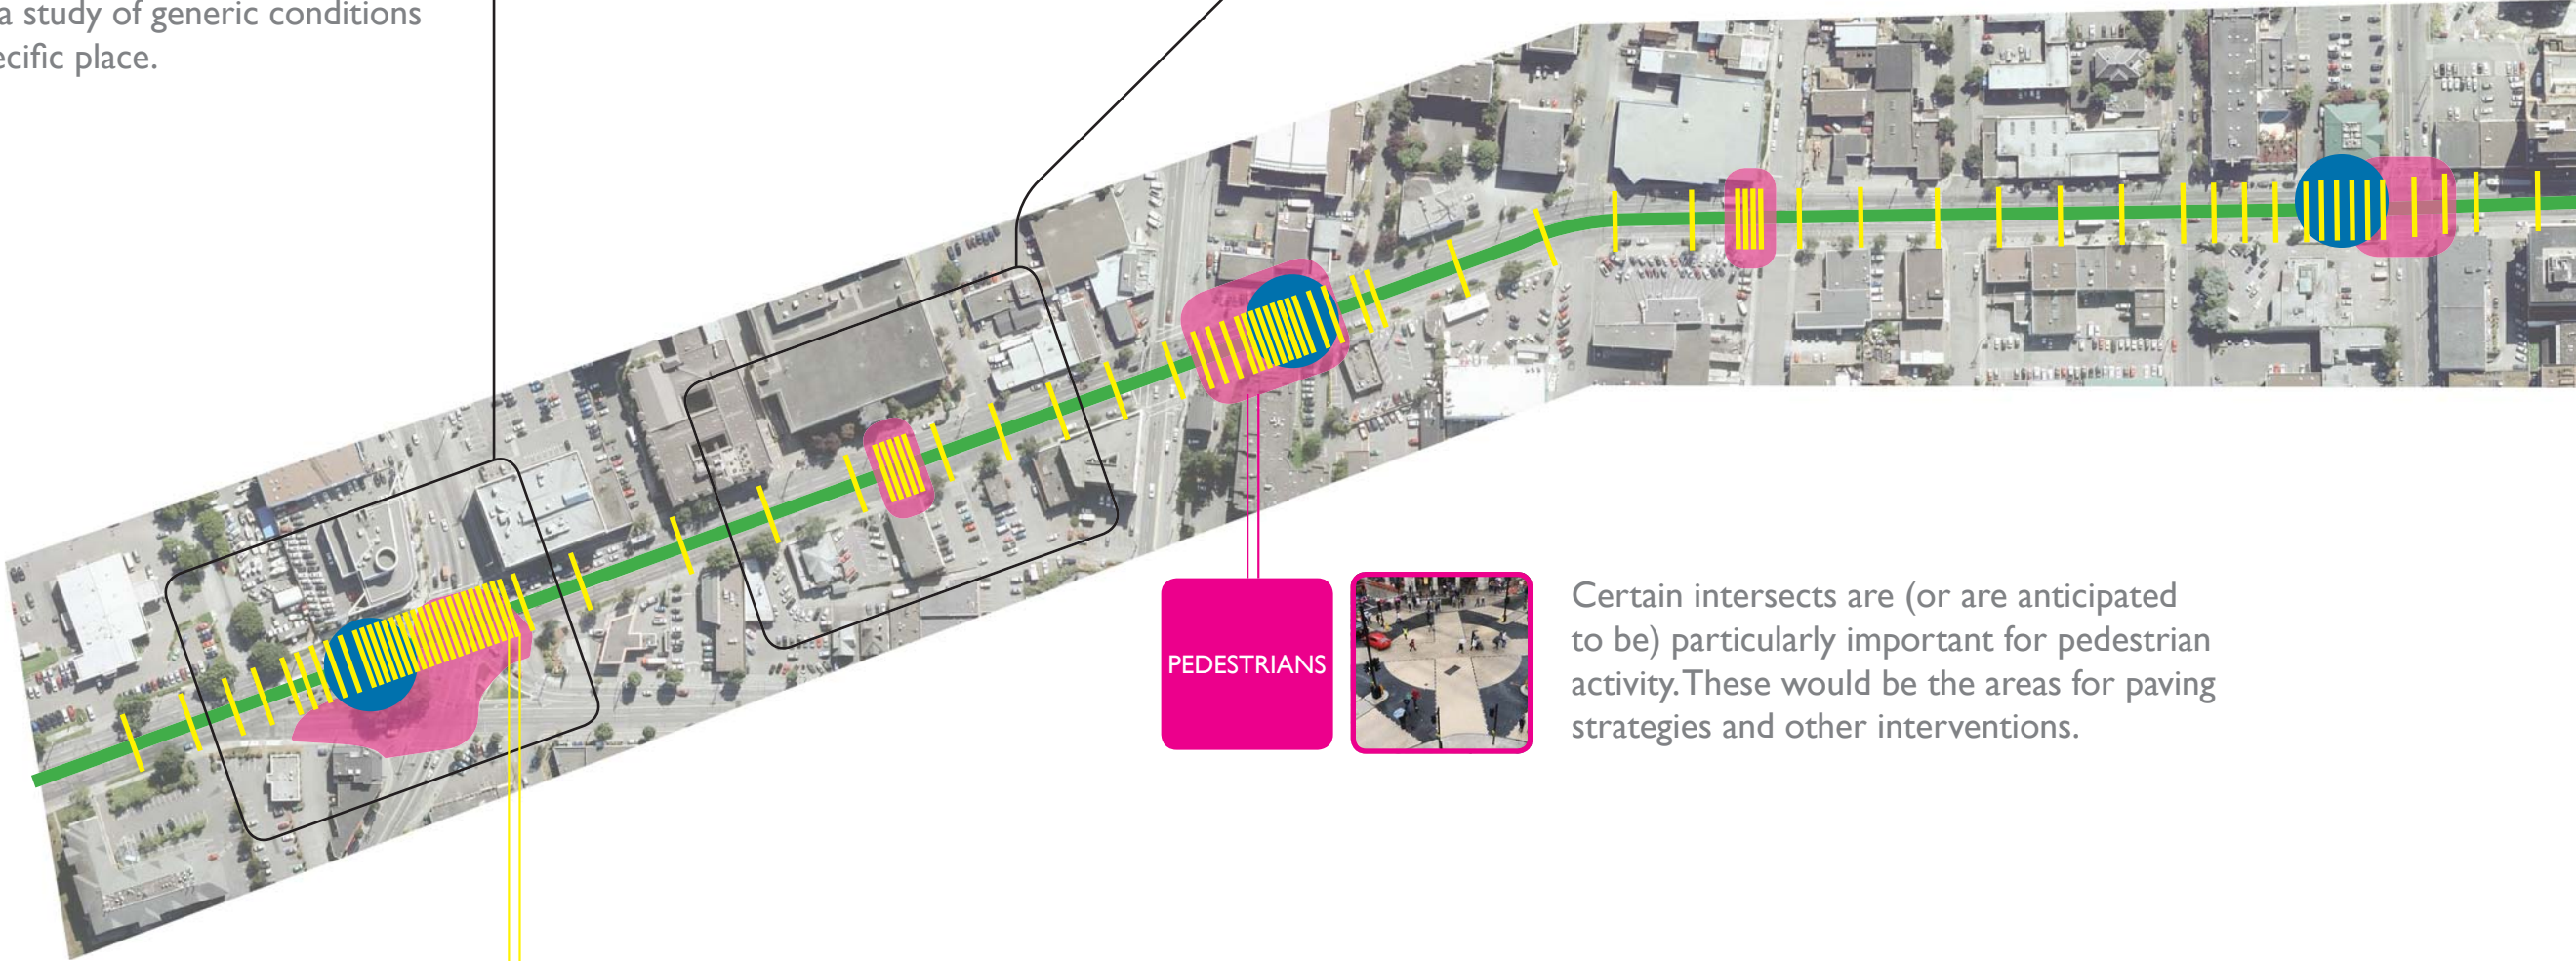 a study of generic conditions
ecific place.
PEDESTRIANS
Certain intersects are (or are anticipated
to be) particularly important for pedestrian
activity. These would be the areas for paving
strategies and other interventions.